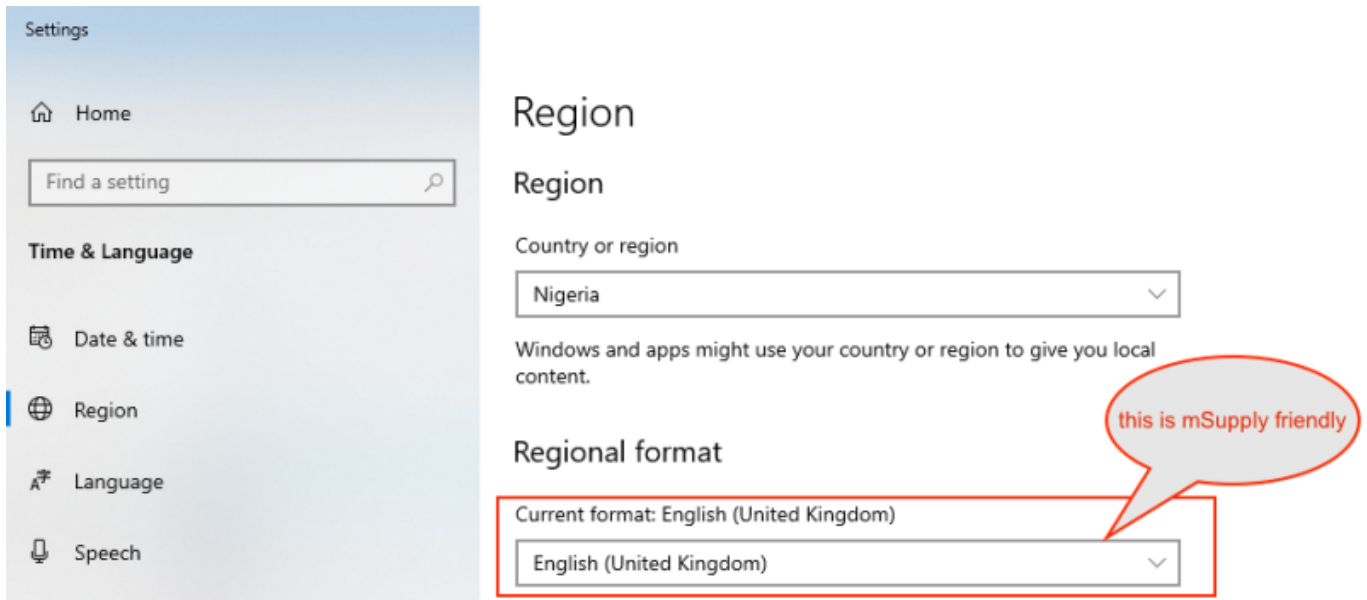 Settings
Home
Find a setting
Time & Language
Date & time
Region
Language
Speech
Region
Region
Country or region
Nigeria
Windows and apps might use your country or region to give you local
content.
Regional format
this is mSupply friendly
Current format: English (United Kingdom)
English (United Kingdom)